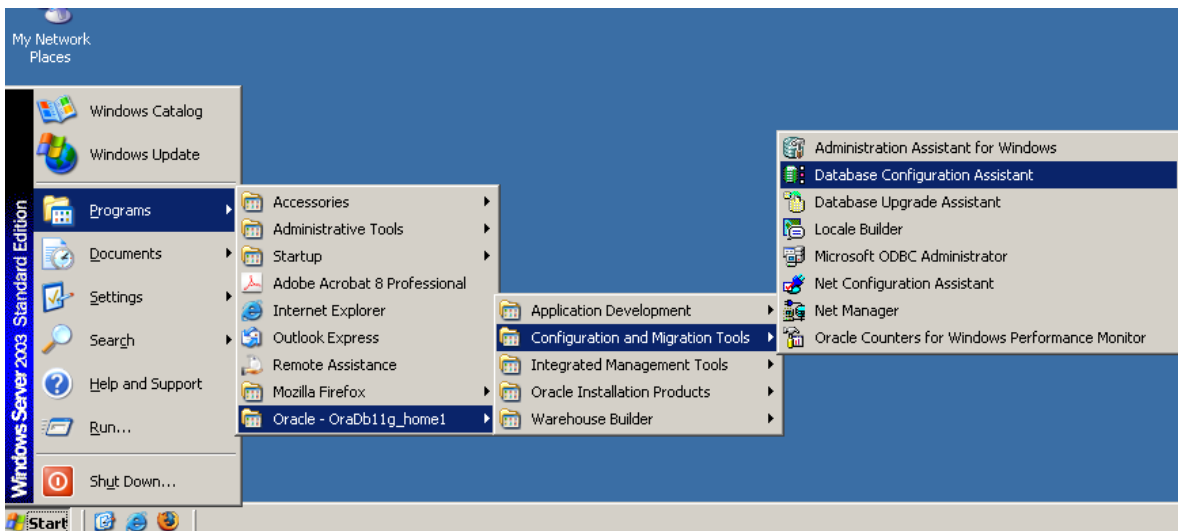 My Network
Places
Windows Server 2003 Standard Edition
Windows Catalog
Windows Update
Programs
Documents
Settings
Search
Help and Support
Run...
Shut Down...
Accessories
Administrative Tools
Startup
Adobe Acrobat 8 Professional
Internet Explorer
Outlook Express
Remote Assistance
Mozilla Firefox
Oracle - OraDb11g_home1
Application Development
Configuration and Migration Tools
Integrated Management Tools
Oracle Installation Products
Warehouse Builder
Administration Assistant for Windows
Database Configuration Assistant
Database Upgrade Assistant
Locale Builder
Microsoft ODBC Administrator
Net Configuration Assistant
Net Manager
Oracle Counters for Windows Performance Monitor
Start